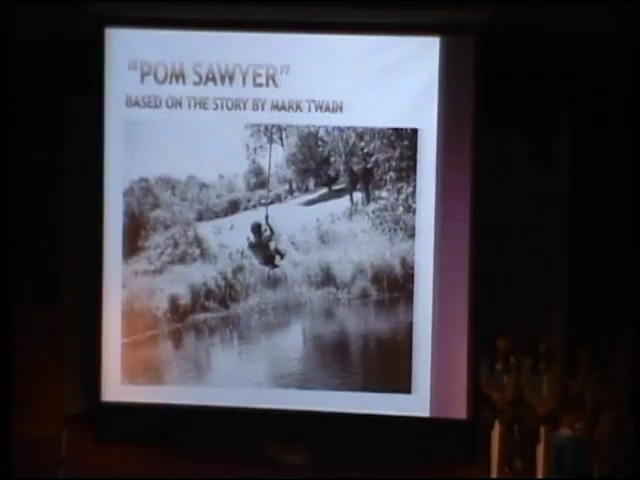 “POM SAWYER”
BASED ON THE STORY BY MARK TWAIN